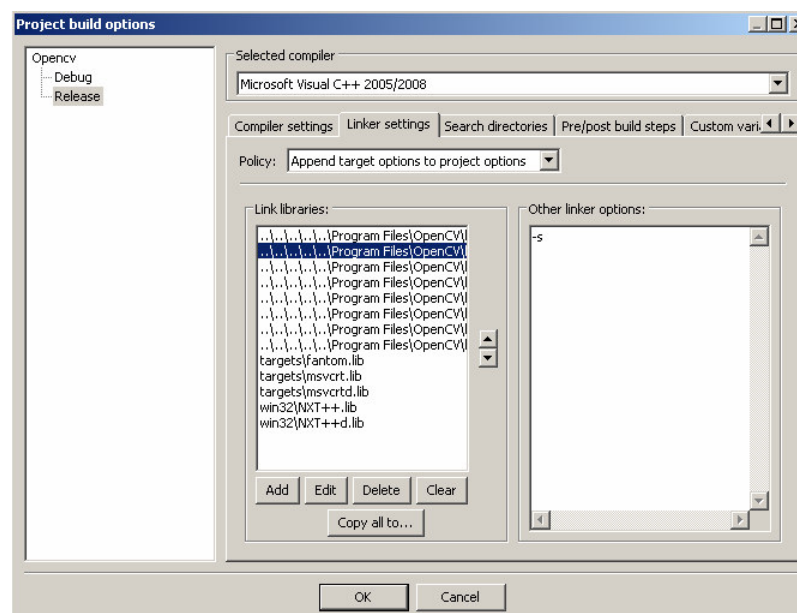 Project build options
Opencv
Debug
Release
Selected compiler
Microsoft Visual C++ 2005/2008
Compiler settings
Linker settings
Search directories
Pre/post build steps
Custom vari
Policy:
Append target options to project options
Link libraries:
..\..\..\..\..\Program Files\OpenCV\l
..\..\..\..\..\Program Files\OpenCV\l
..\..\..\..\..\Program Files\OpenCV\l
..\..\..\..\..\Program Files\OpenCV\l
..\..\..\..\..\Program Files\OpenCV\l
..\..\..\..\..\Program Files\OpenCV\l
..\..\..\..\..\Program Files\OpenCV\l
..\..\..\..\..\Program Files\OpenCV\l
targets\fantom.lib
targets\msvcrt.lib
targets\msvcrtd.lib
win32\NXT++.lib
win32\NXT++d.lib
Add
Edit
Delete
Clear
Copy all to...
Other linker options:
-s
OK
Cancel